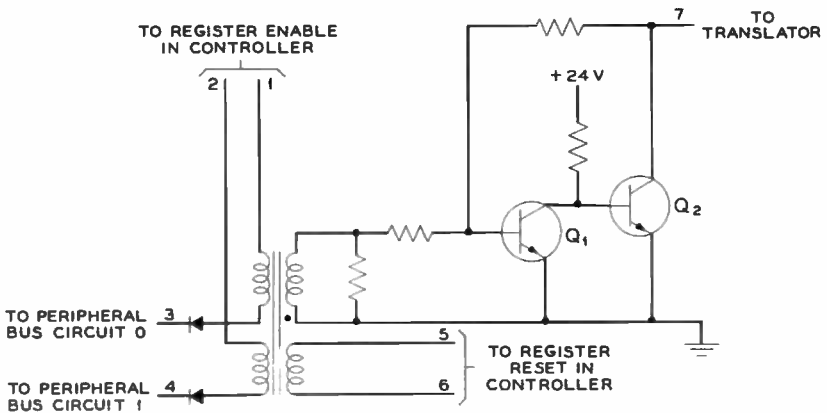 TO REGISTER ENABLE
IN CONTROLLER
2 1
7
TO
TRANSLATOR
+24V
Q1
Q2
TO PERIPHERAL
BUS CIRCUIT 0
3
TO PERIPHERAL
BUS CIRCUIT 1
4
5
6
TO REGISTER
RESET IN
CONTROLLER